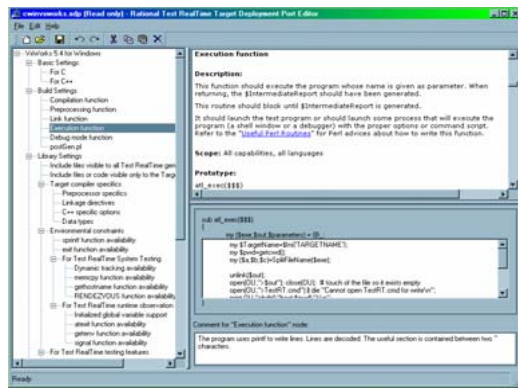 cwinvxworks.xdp (Read only) - Rational Test RealTime Target Deployment Port Editor
File Edit Help
VxWorks 5.4 for Windows
Basic Settings
For C
For C++
Build Settings
Compilation function
Preprocessing function
Link function
Execution function
Debug mode function
postGen.pl
Library Settings
Include files visible to all Test RealTime gen
Include files or code visible only to the Targ
Target compiler specifics
Preprocessor specifics
Linkage directives
C++ specific options
Data types
Environmental constraints
sprintf function availability
exit function availability
For Test RealTime System Testing
Dynamic tracking availability
memcpy function availability
gethostname function availability
RENDEZVOUS function availability
For Test RealTime runtime observation
Initialized global variable support
atexit function availability
getenv function availability
signal function availability
For Test RealTime testing features
Execution function
Description:
This function should execute the program whose name is given as parameter. When
returning, the $IntermediateReport should have been generated.
This routine should block until $IntermediateReport is generated.
It should launch the test program or should launch some process that will execute the
program (a shell window or a debugger) with the proper options or command script.
Refer to the "Useful Perl Routines" for Perl advices about how to write this function.
Scope: All capabilities, all languages
Prototype:
atl_exec($$$)
sub atl_exec($$$)
{
my ($exe,$out,$parameters) = @_;
my $TargetName=$Ini{'TARGETNAME'};
my $pwd=getcwd();
my ($a,$b,$c)=SplitFileName($exe);
unlink($out);
open(OU,">$out"); close(OU); # touch of the file so it exists empty
open(OU,">TestRT.cmd")|| die "Cannot open TestRT.cmd for write\n";
Comment for "Execution function" node:
The program uses printf to write lines. Lines are decoded. The useful section is contained between two "
characters.
Ready